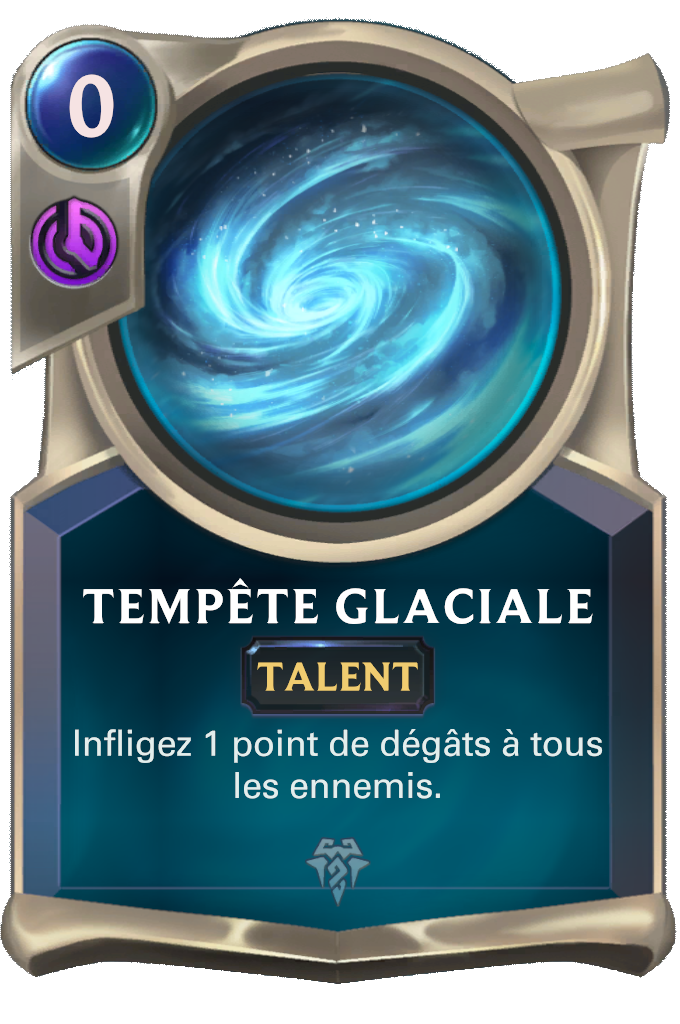 0
TEMPÊTE GLACIALE
TALENT
Infligez 1 point de dégâts à tous
les ennemis.